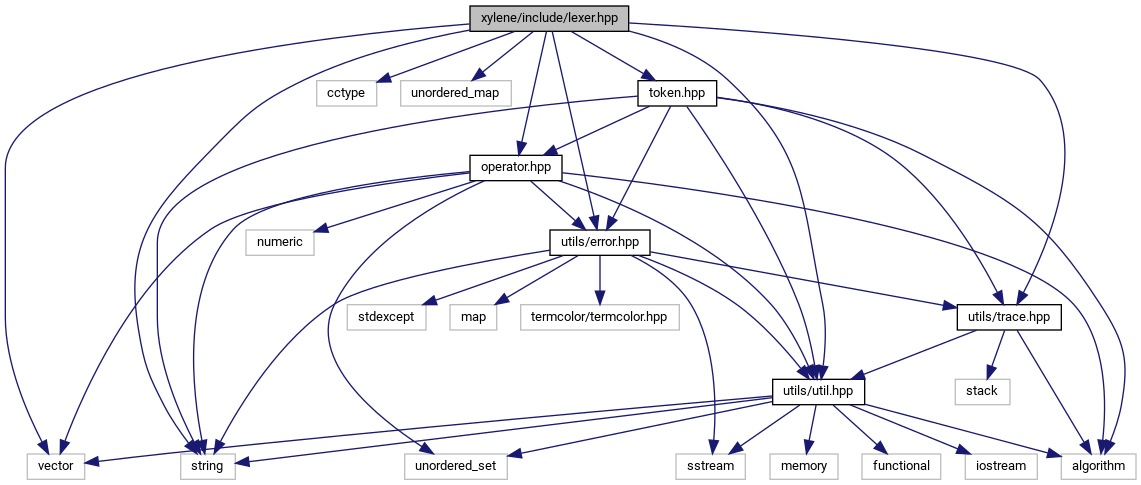 xylene/include/lexer.hpp
cctype
unordered_map
token.hpp
operator.hpp
numeric
utils/error.hpp
stdexcept
map
termcolor/termcolor.hpp
utils/trace.hpp
utils/util.hpp
stack
vector
string
unordered_set
sstream
memory
functional
iostream
algorithm